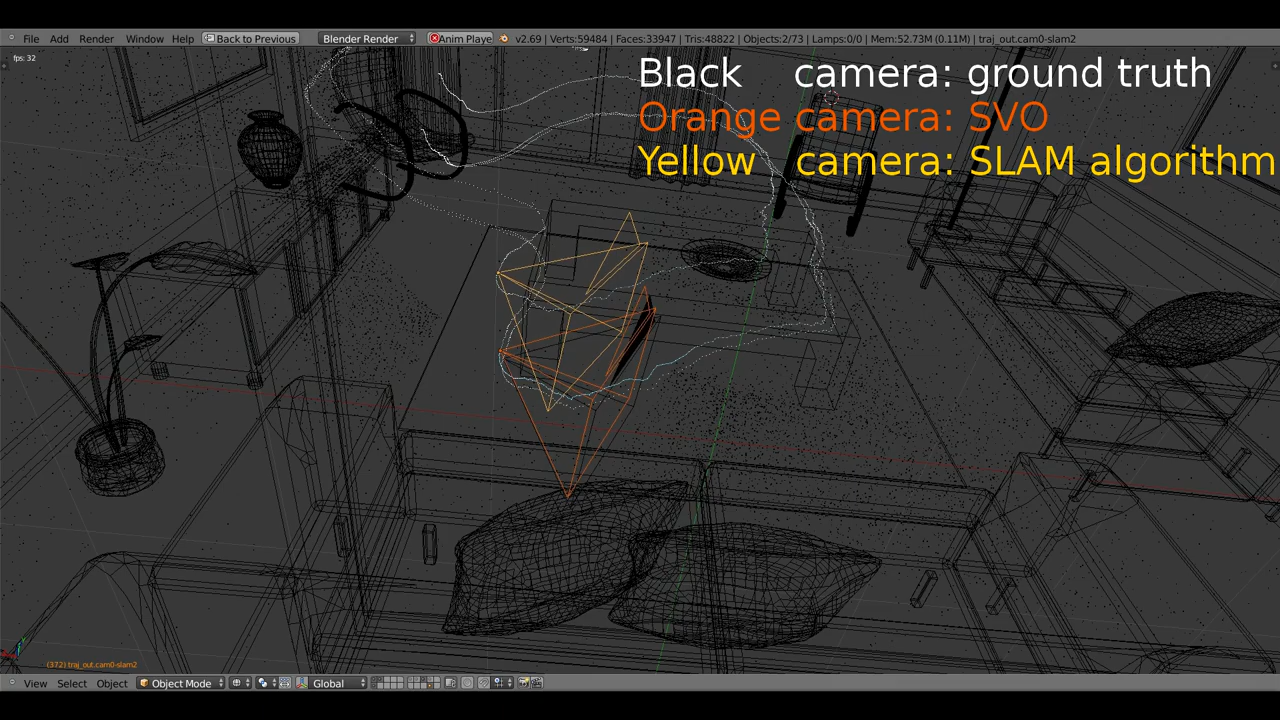 File Add Render Window Help Back to Previous Blender Render Anim Playe v2.69 | Verts:59484 | Faces:33947 | Tris:48822 | Objects:2/73 | Lamps:0/0 | Mem:52.73M (0.11M) | traj_out.cam0-slam2
fps: 32
Black camera: ground truth
Orange camera: SVO
Yellow camera: SLAM algorithm
(372) traj_out.cam0-slam2
View Select Object Object Mode Global